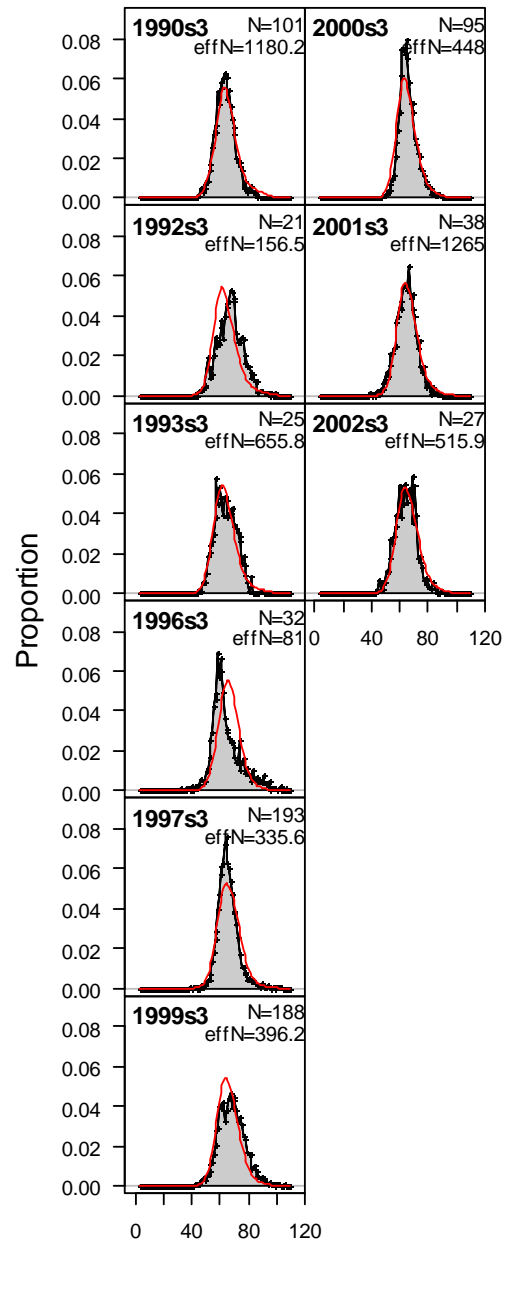 Proportion
1990s3
N=101
effN=1180.2
0.08
0.06
0.04
0.02
0.00
2000s3
N=95
effN=448
1992s3
N=21
effN=156.5
0.08
0.06
0.04
0.02
0.00
2001s3
N=38
effN=1265
1993s3
N=25
effN=655.8
0.08
0.06
0.04
0.02
0.00
2002s3
N=27
effN=515.9
0 40 80 120
1996s3
N=32
effN=81
0.08
0.06
0.04
0.02
0.00
1997s3
N=193
effN=335.6
0.08
0.06
0.04
0.02
0.00
1999s3
N=188
effN=396.2
0.08
0.06
0.04
0.02
0.00
0 40 80 120